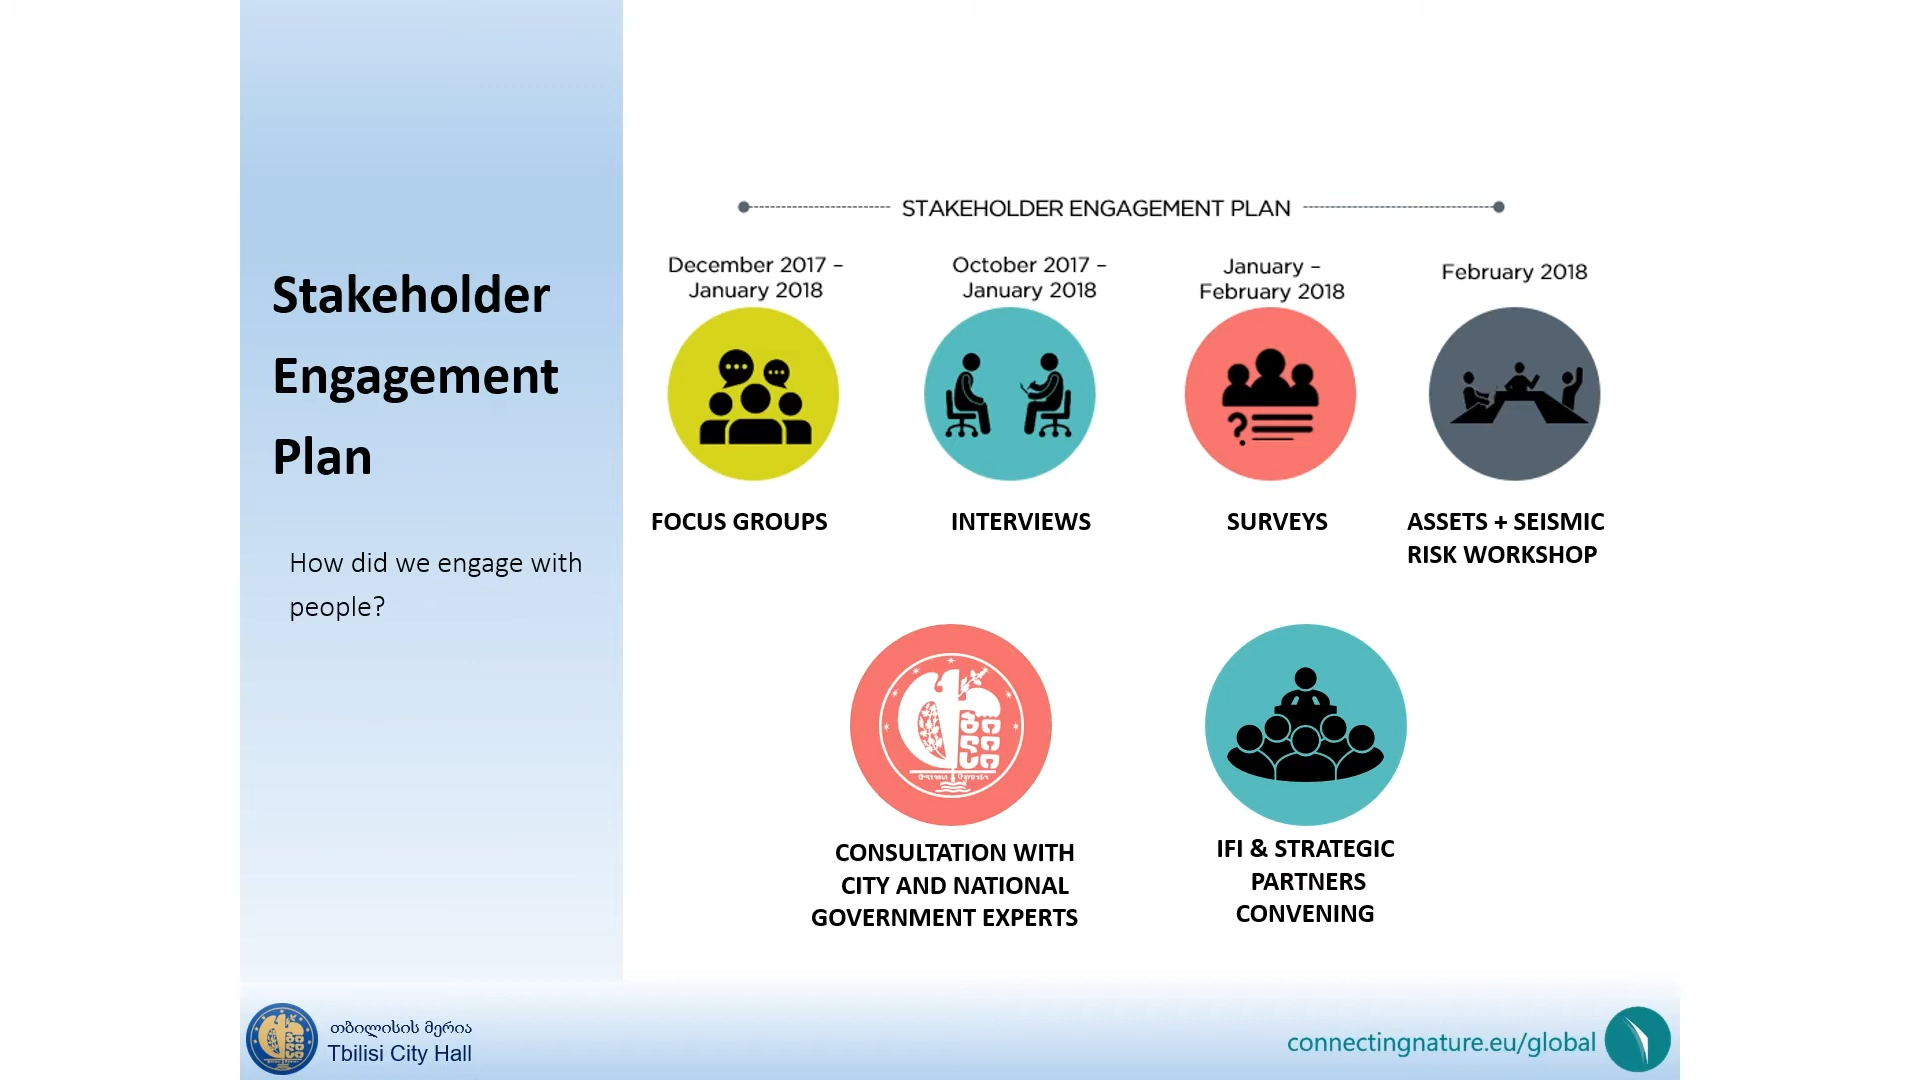 Stakeholder
Engagement
Plan
How did we engage with
people?
STAKEHOLDER ENGAGEMENT PLAN
December 2017 –
January 2018
FOCUS GROUPS
October 2017 –
January 2018
INTERVIEWS
January –
February 2018
?
SURVEYS
February 2018
ASSETS + SEISMIC
RISK WORKSHOP
CONSULTATION WITH
CITY AND NATIONAL
GOVERNMENT EXPERTS
IFI & STRATEGIC
PARTNERS
CONVENING
თბილისის მერია
Tbilisi City Hall
connectingnature.eu/global